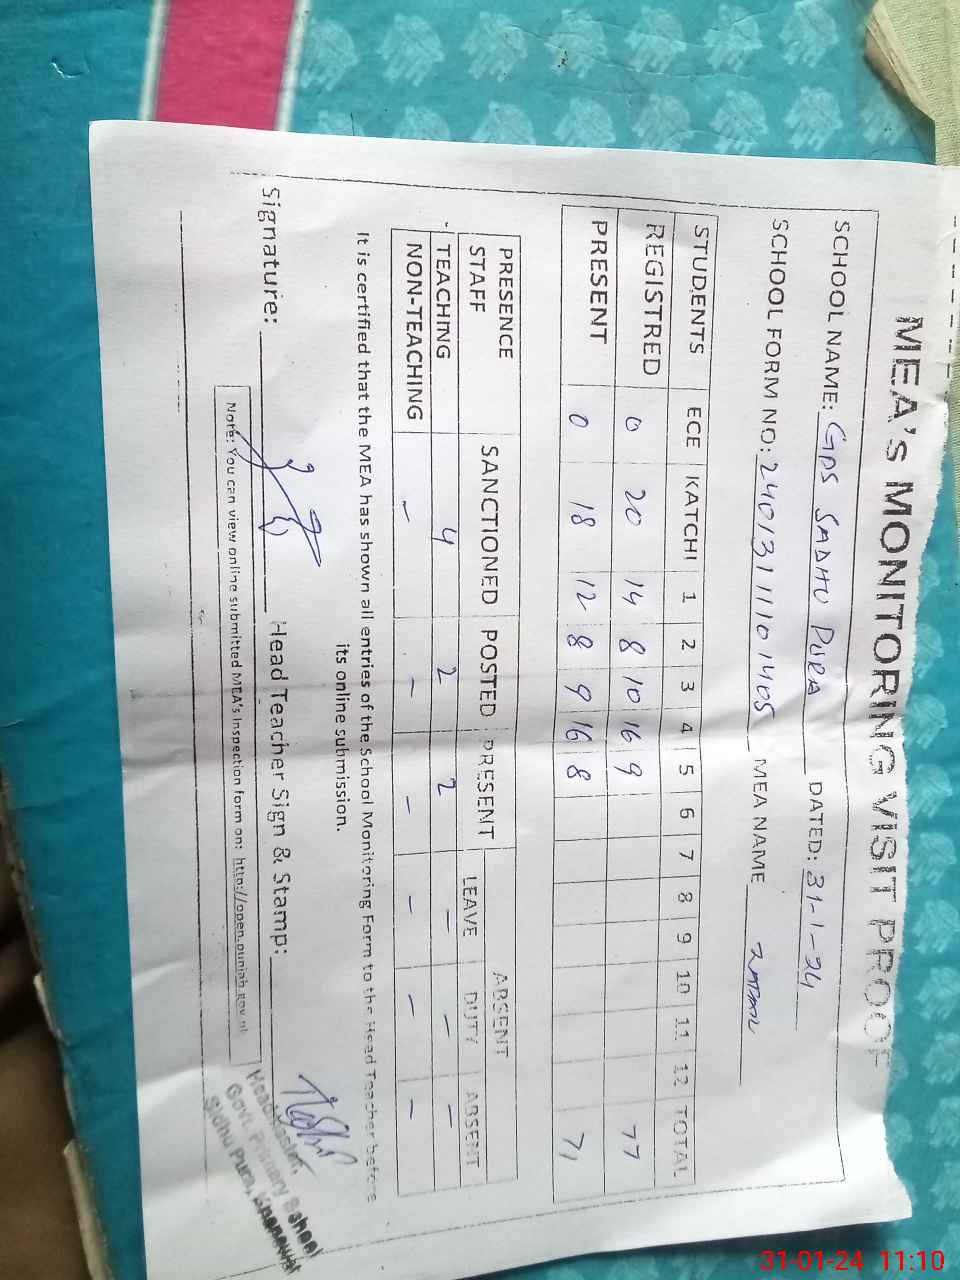 MEA's MONITORING VISIT PROOF
SCHOOL NAME: GPS SADHU PURA DATED: 31-1-24
SCHOOL FORM NO: 24013111101405 MEA NAME
STUDENTS ECE KATCHI 1 2 3 4 5 6 7 8 9 10 11 12 TOTAL
REGISTRED 0 20 14 8 10 16 9 77
PRESENT 0 18 12 8 9 16 8 71
PRESENCE STAFF SANCTIONED POSTED PRESENT ABSENT
LEAVE DUTY ABSENT
TEACHING 4 2 2 - - -
NON-TEACHING - - - - - -
It is certified that the MEA has shown all entries of the School Monitoring Form to the Head Teacher before
its online submission.
Signature: Head Teacher Sign & Stamp:
Note: You can view online submitted MEA's Inspection form on: http://open.punjab.gov.pk
Headmaster,
Govt. Primary School
Sidhu Pura, Khanewal
31-01-24 11:10